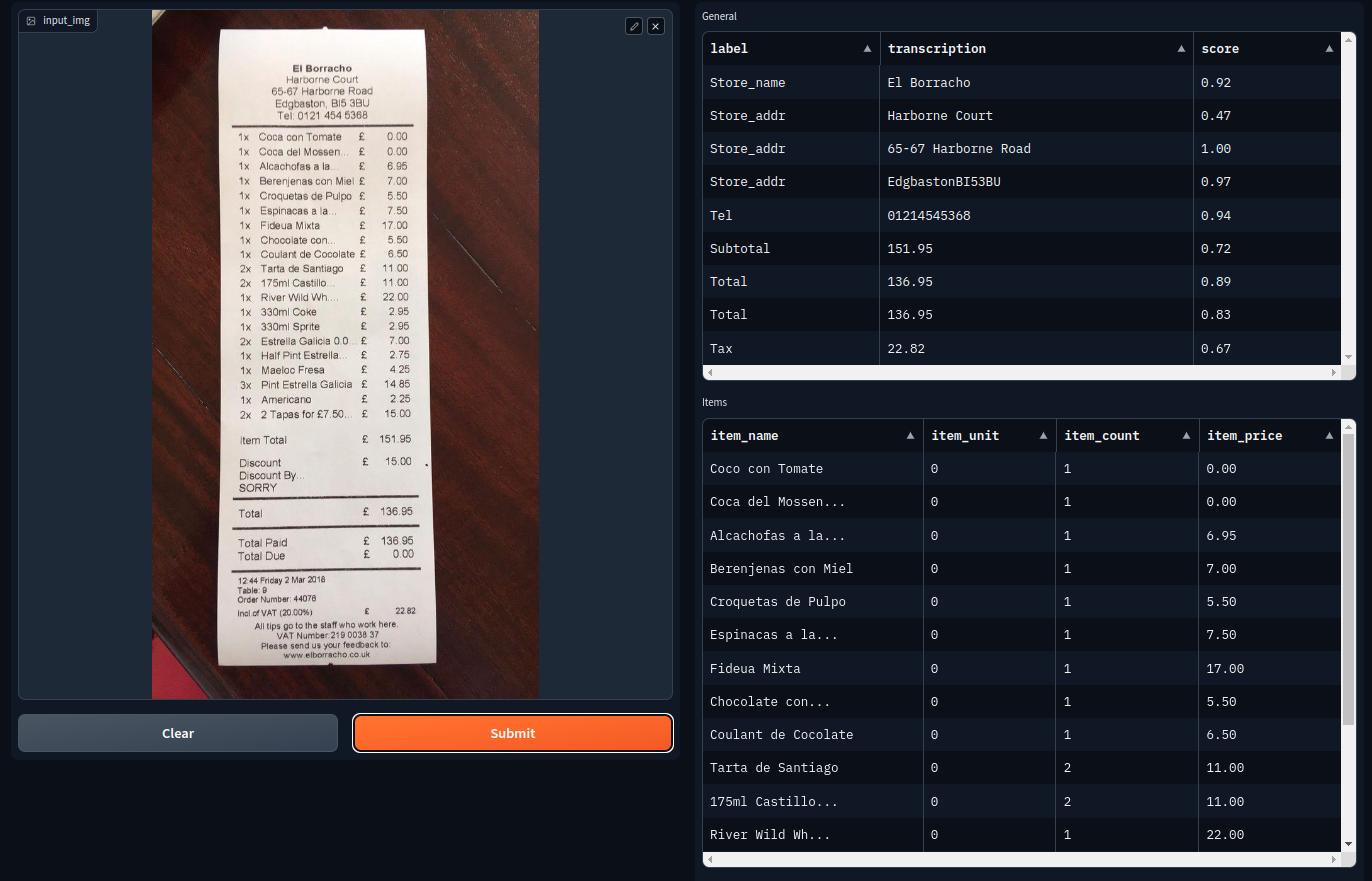 input_img
El Borracho
Harborne Court
65-67 Harborne Road
Edgbaston, BI5 3BU
Tel: 0121 454 5368
1x Coca con Tomate £ 0.00
1x Coca del Mossen... £ 0.00
1x Alcachofas a la... £ 6.95
1x Berenjenas con Miel £ 7.00
1x Croquetas de Pulpo £ 5.50
1x Espinacas a la... £ 7.50
1x Fideua Mixta £ 17.00
1x Chocolate con... £ 5.50
1x Coulant de Cocolate £ 6.50
2x Tarta de Santiago £ 11.00
2x 175ml Castillo... £ 11.00
1x River Wild Wh.... £ 22.00
1x 330ml Coke £ 2.95
1x 330ml Sprite £ 2.95
2x Estrella Galicia 0.0... £ 7.00
1x Half Pint Estrella... £ 2.75
1x Maeloc Fresa £ 4.25
3x Pint Estrella Galicia £ 14.85
1x Americano £ 2.25
2x 2 Tapas for £7.50... £ 15.00
Item Total £ 151.95
Discount £ 15.00
Discount By...
SORRY
Total £ 136.95
Total Paid £ 136.95
Total Due £ 0.00
12:44 Friday 2 Mar 2018
Table: 9
Order Number: 44076
Incl.of VAT (20.00%) £ 22.82
All tips go to the staff who work here.
VAT Number:219 0038 37
Please send us your feedback to:
www.elborracho.co.uk
Clear
Submit
General
label transcription score
Store_name El Borracho 0.92
Store_addr Harborne Court 0.47
Store_addr 65-67 Harborne Road 1.00
Store_addr EdgbastonBI53BU 0.97
Tel 01214545368 0.94
Subtotal 151.95 0.72
Total 136.95 0.89
Total 136.95 0.83
Tax 22.82 0.67
Items
item_name item_unit item_count item_price
Coco con Tomate 0 1 0.00
Coca del Mossen... 0 1 0.00
Alcachofas a la... 0 1 6.95
Berenjenas con Miel 0 1 7.00
Croquetas de Pulpo 0 1 5.50
Espinacas a la... 0 1 7.50
Fideua Mixta 0 1 17.00
Chocolate con... 0 1 5.50
Coulant de Cocolate 0 1 6.50
Tarta de Santiago 0 2 11.00
175ml Castillo... 0 2 11.00
River Wild Wh... 0 1 22.00